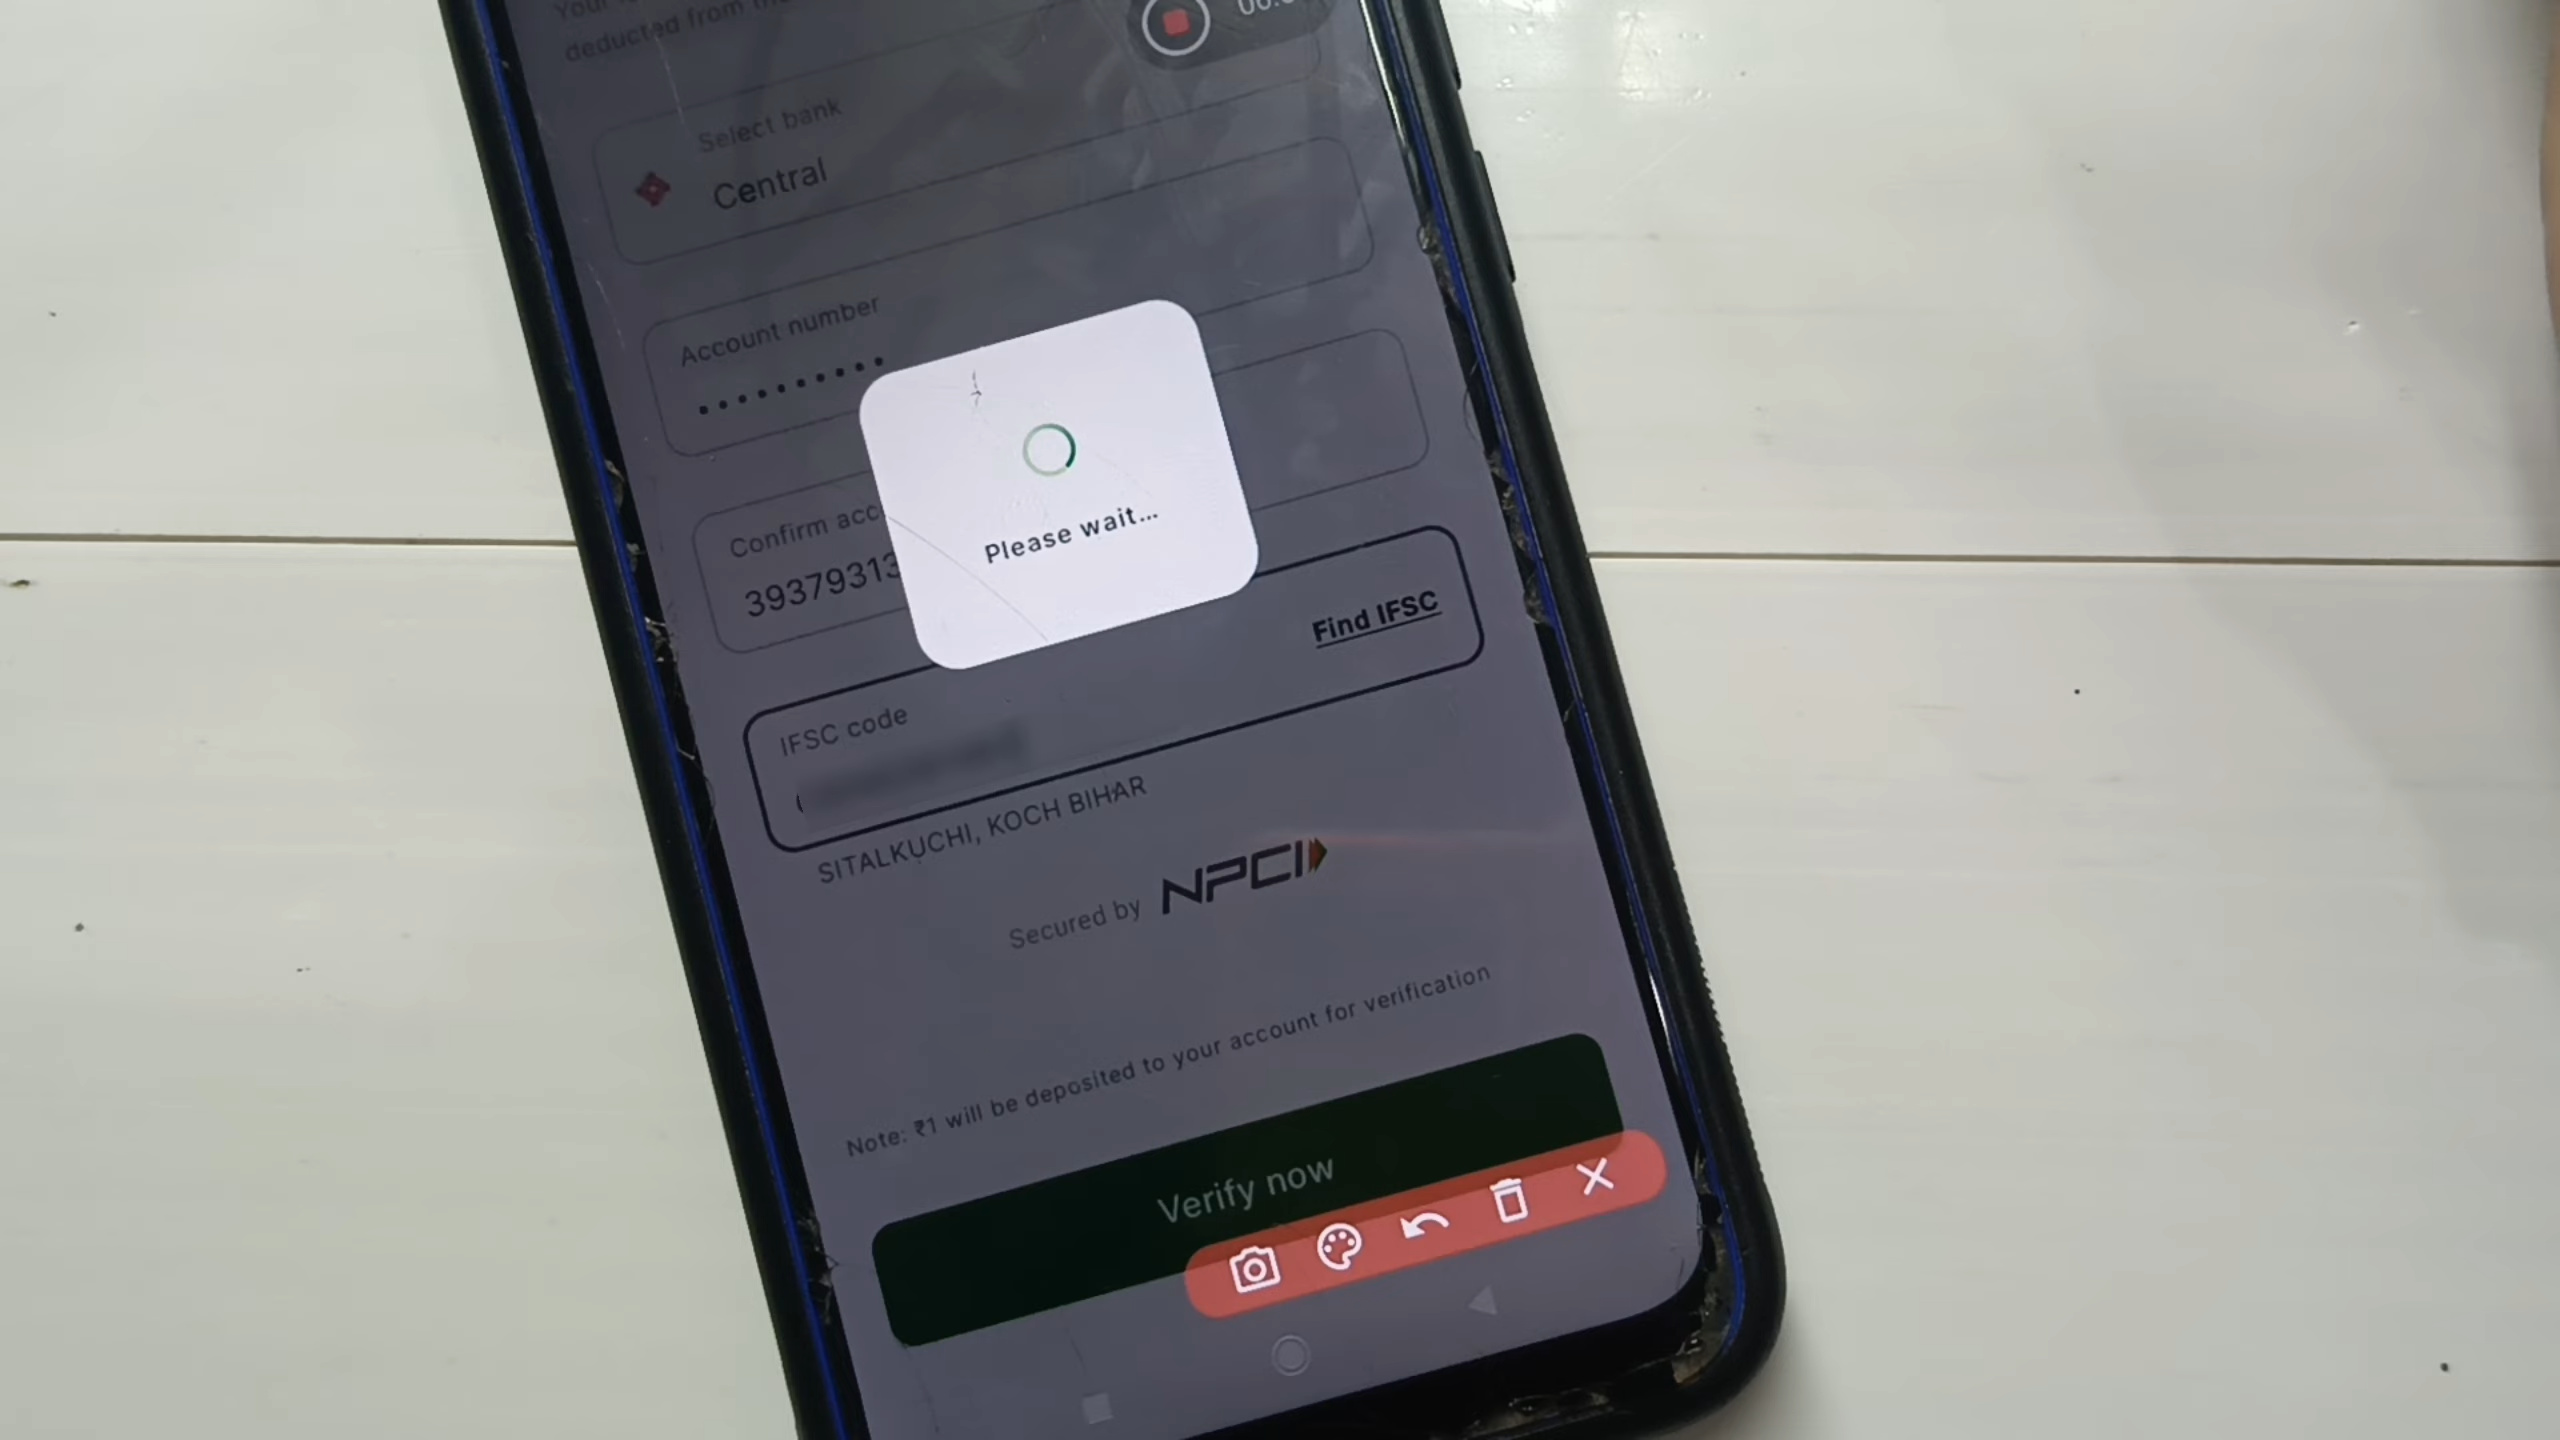 deducted from
Select bank
Central
Account number
Confirm acc
39379313
Please wait...
Find IFSC
IFSC code
SITALKUCHI, KOCH BIHAR
Secured by NPCI
Note: ₹1 will be deposited to your account for verification
Verify now